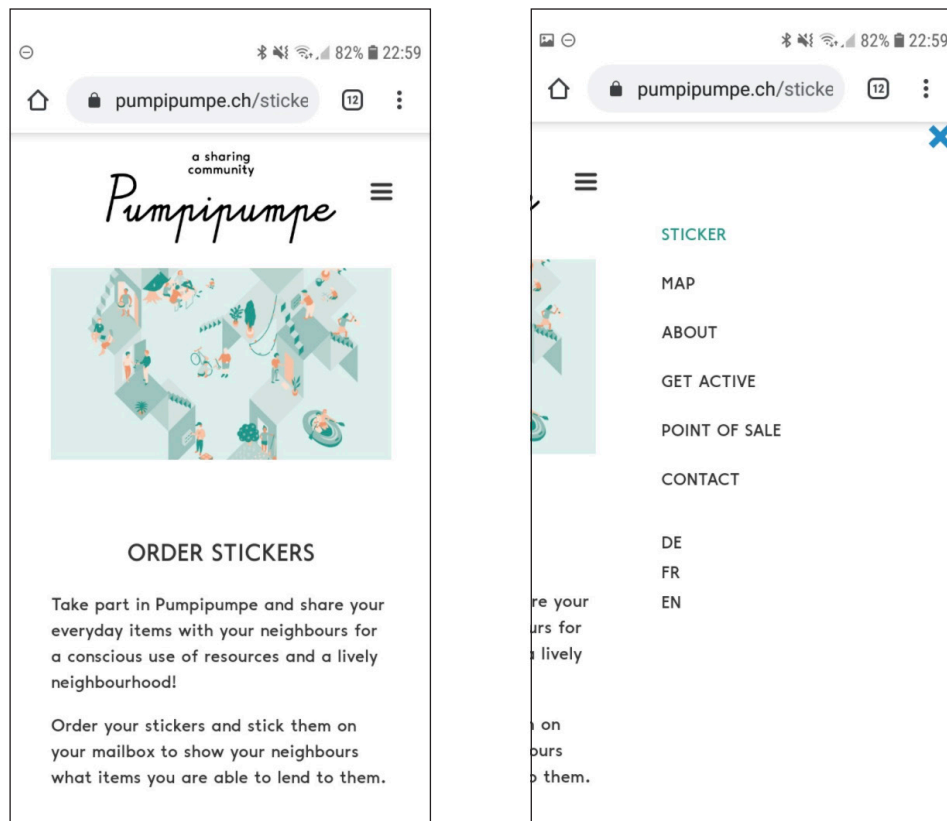 82% 22:59
pumpipumpe.ch/sticke 12
a sharing
community
Pumpipumpe
ORDER STICKERS
Take part in Pumpipumpe and share your
everyday items with your neighbours for
a conscious use of resources and a lively
neighbourhood!
Order your stickers and stick them on
your mailbox to show your neighbours
what items you are able to lend to them.
82% 22:59
pumpipumpe.ch/sticke 12
STICKER
MAP
ABOUT
GET ACTIVE
POINT OF SALE
CONTACT
DE
FR
EN
re your
urs for
lively
on
ours
them.